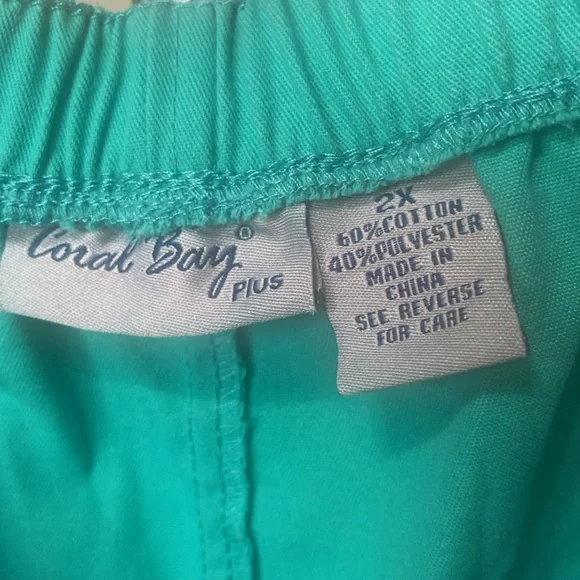 Coral Bay®
Plus
2X
60%COTTON
40%POLYESTER
MADE IN
CHINA
SEE REVERSE
FOR CARE